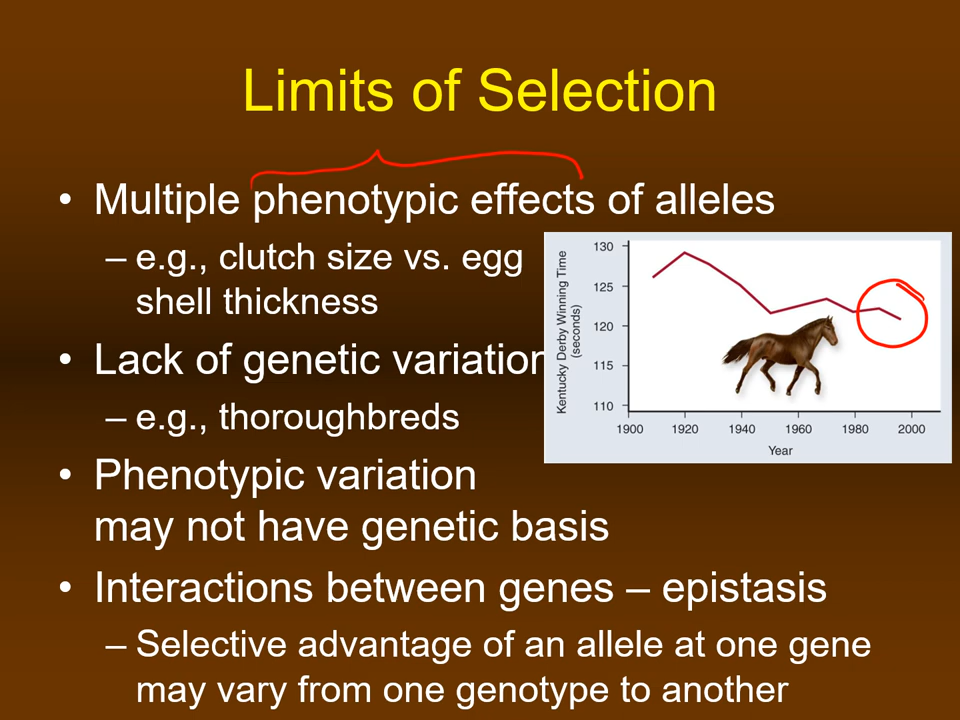 Limits of Selection
• Multiple phenotypic effects of alleles
– e.g., clutch size vs. egg
shell thickness
• Lack of genetic variation
– e.g., thoroughbreds
• Phenotypic variation
may not have genetic basis
• Interactions between genes – epistasis
– Selective advantage of an allele at one gene
may vary from one genotype to another
Kentucky Derby Winning Time
(seconds)
130
125
120
115
110
1900 1920 1940 1960 1980 2000
Year